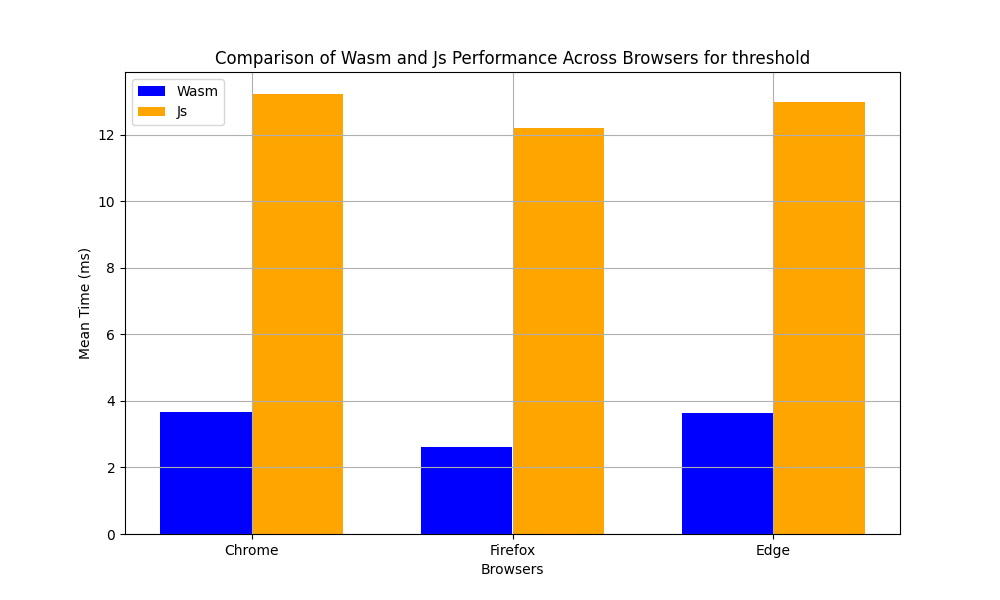 Comparison of Wasm and Js Performance Across Browsers for threshold
Wasm
Js
Mean Time (ms)
12
10
8
6
4
2
0
Chrome Firefox Edge
Browsers